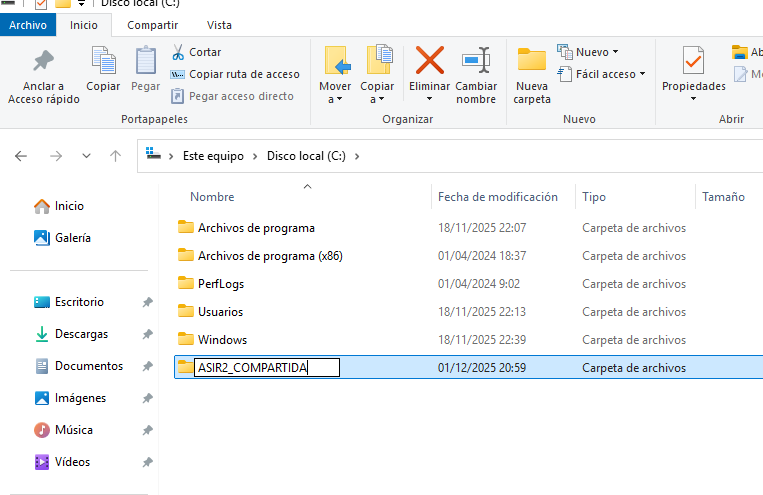 Disco local (C:)
Archivo Inicio Compartir Vista
Anclar a Acceso rápido
Copiar
Pegar
Cortar
Copiar ruta de acceso
Pegar acceso directo
Portapapeles
Mover a
Copiar a
Eliminar
Cambiar nombre
Organizar
Nueva carpeta
Nuevo
Fácil acceso
Nuevo
Propiedades
Abrir
Este equipo > Disco local (C:) >
Nombre Fecha de modificación Tipo Tamaño
Inicio
Galería
Escritorio
Descargas
Documentos
Imágenes
Música
Vídeos
Archivos de programa 18/11/2025 22:07 Carpeta de archivos
Archivos de programa (x86) 01/04/2024 18:37 Carpeta de archivos
PerfLogs 01/04/2024 9:02 Carpeta de archivos
Usuarios 18/11/2025 22:13 Carpeta de archivos
Windows 18/11/2025 22:39 Carpeta de archivos
ASIR2_COMPARTIDA 01/12/2025 20:59 Carpeta de archivos